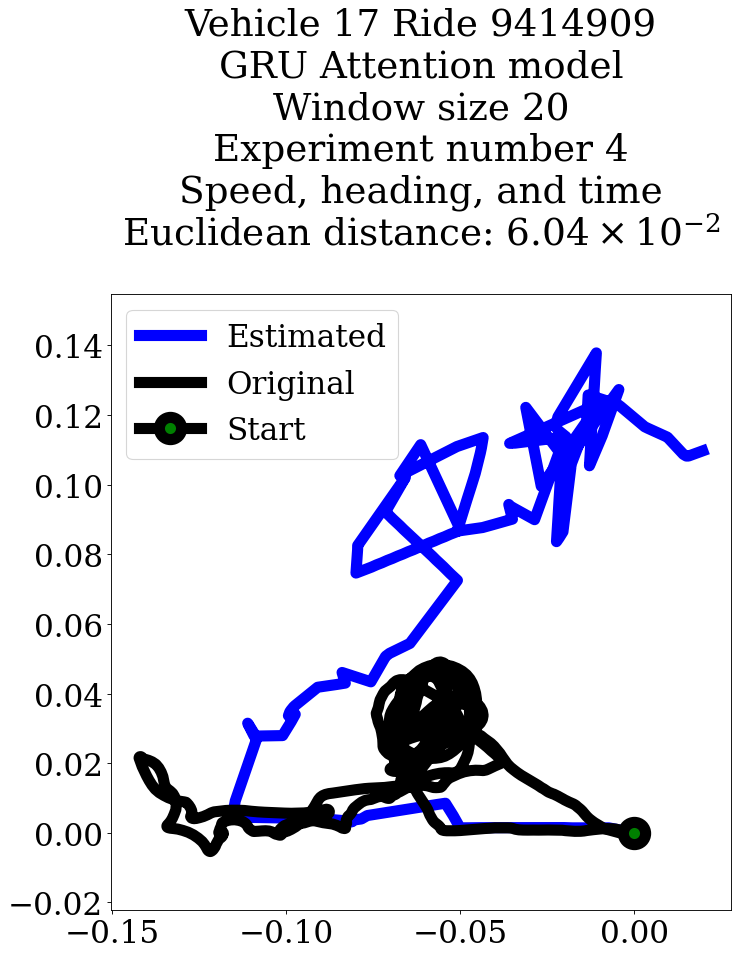 Vehicle 17 Ride 9414909
GRU Attention model
Window size 20
Experiment number 4
Speed, heading, and time
Euclidean distance: 6.04 × 10⁻²
Estimated
Original
Start
0.14
0.12
0.10
0.08
0.06
0.04
0.02
0.00
−0.02
−0.15 −0.10 −0.05 0.00